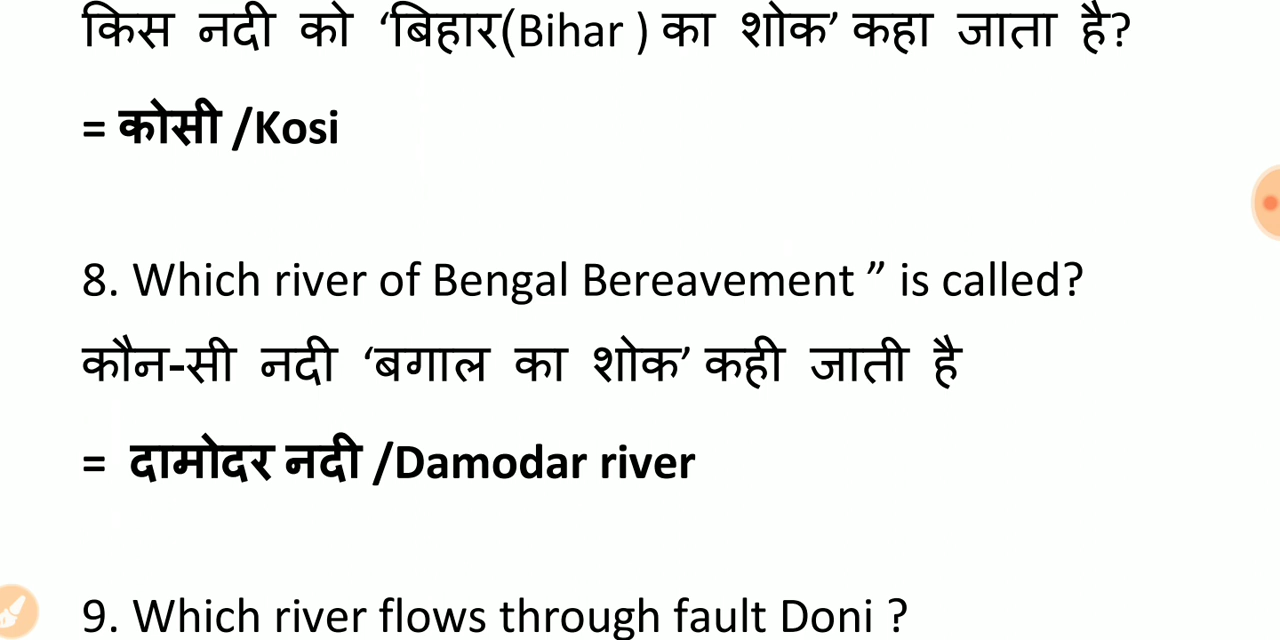 किस नदी को ‘बिहार(Bihar ) का शोक’ कहा जाता है?
= कोसी /Kosi
8. Which river of Bengal Bereavement ” is called?
कौन-सी नदी ‘बगाल का शोक’ कही जाती है
= दामोदर नदी /Damodar river
9. Which river flows through fault Doni ?